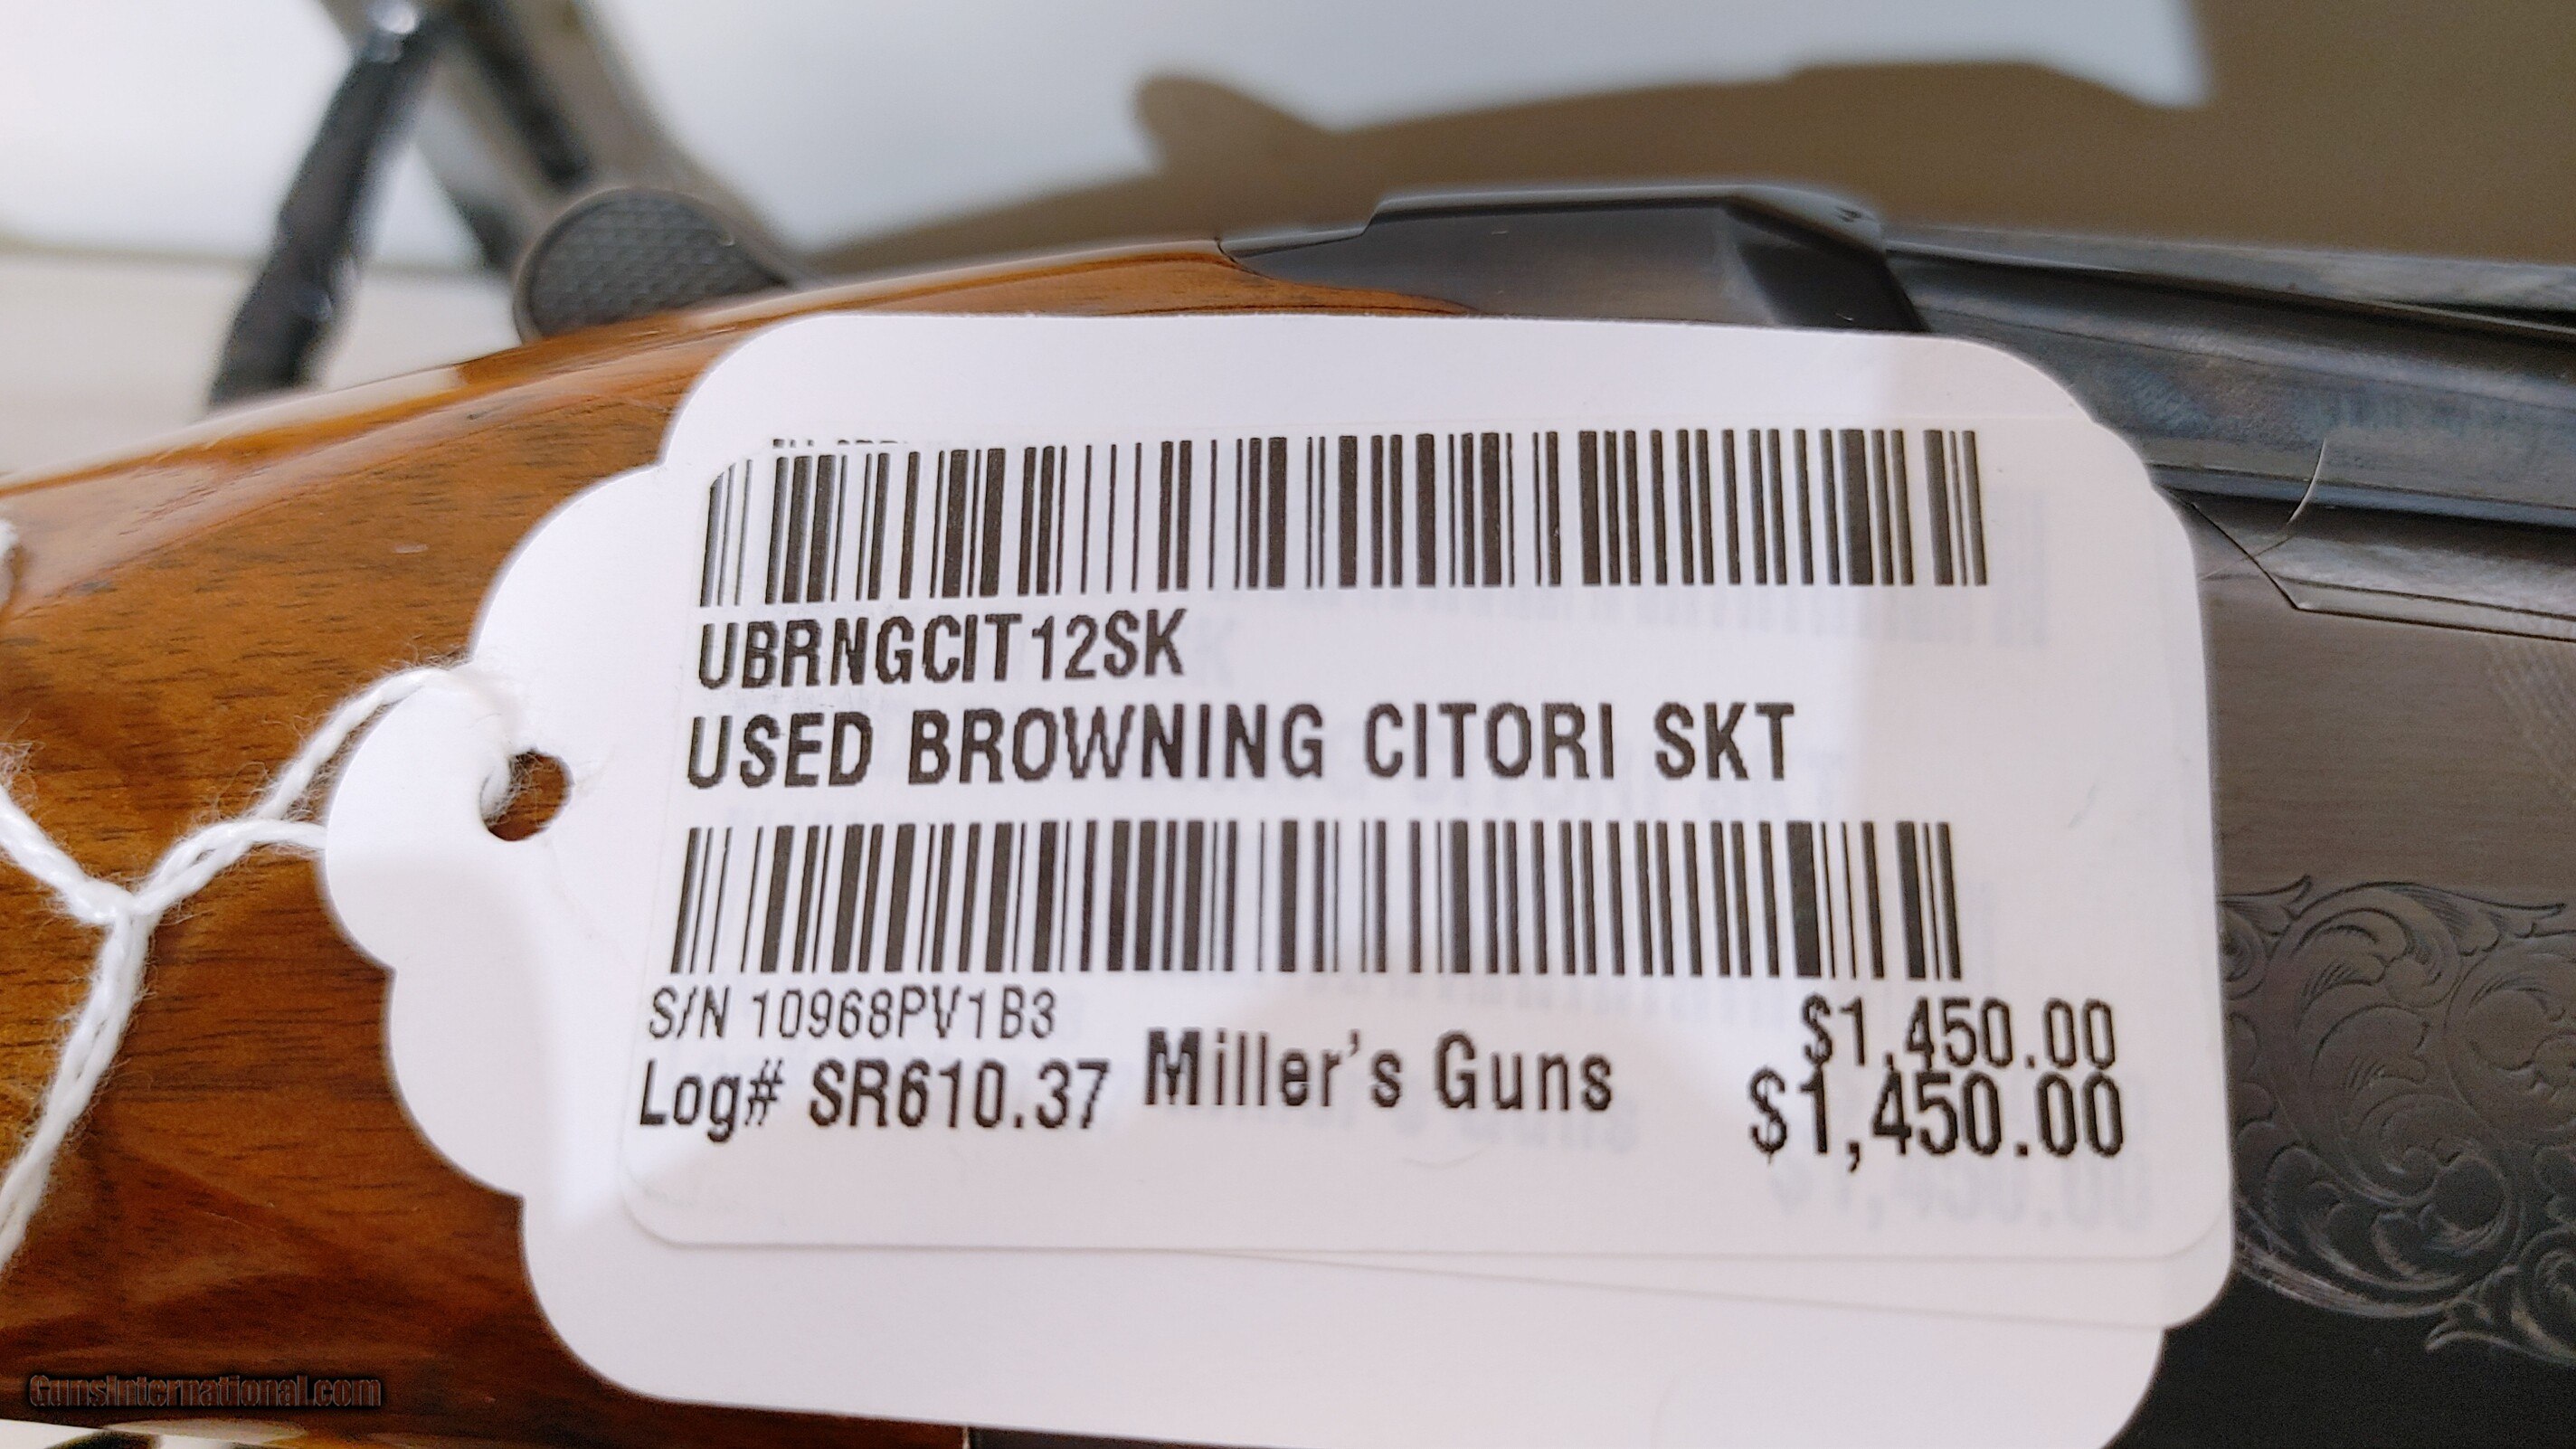 UBRNGCIT12SK
USED BROWNING CITORI SKT
S/N 10968PV1B3
$1,450.00
Log# SR610.37
Miller's Guns
$1,450.00
GunsInternational.com